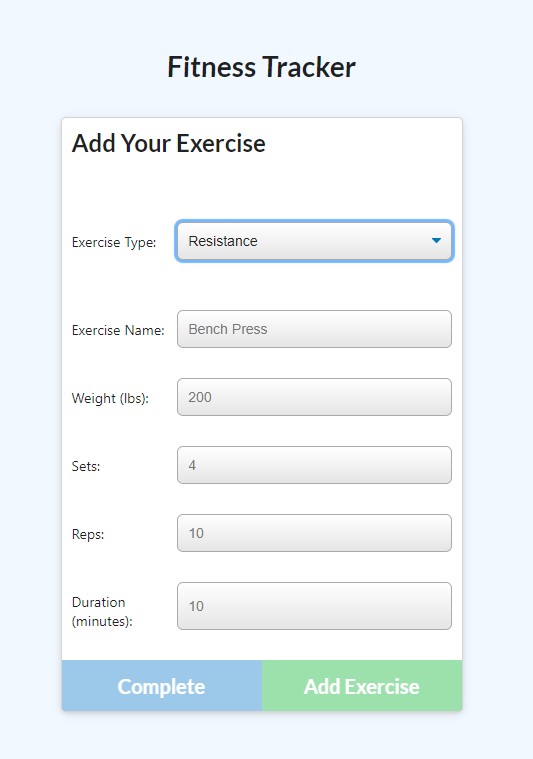 Fitness Tracker
Add Your Exercise
Exercise Type: Resistance
Exercise Name: Bench Press
Weight (lbs): 200
Sets: 4
Reps: 10
Duration
(minutes): 10
Complete Add Exercise